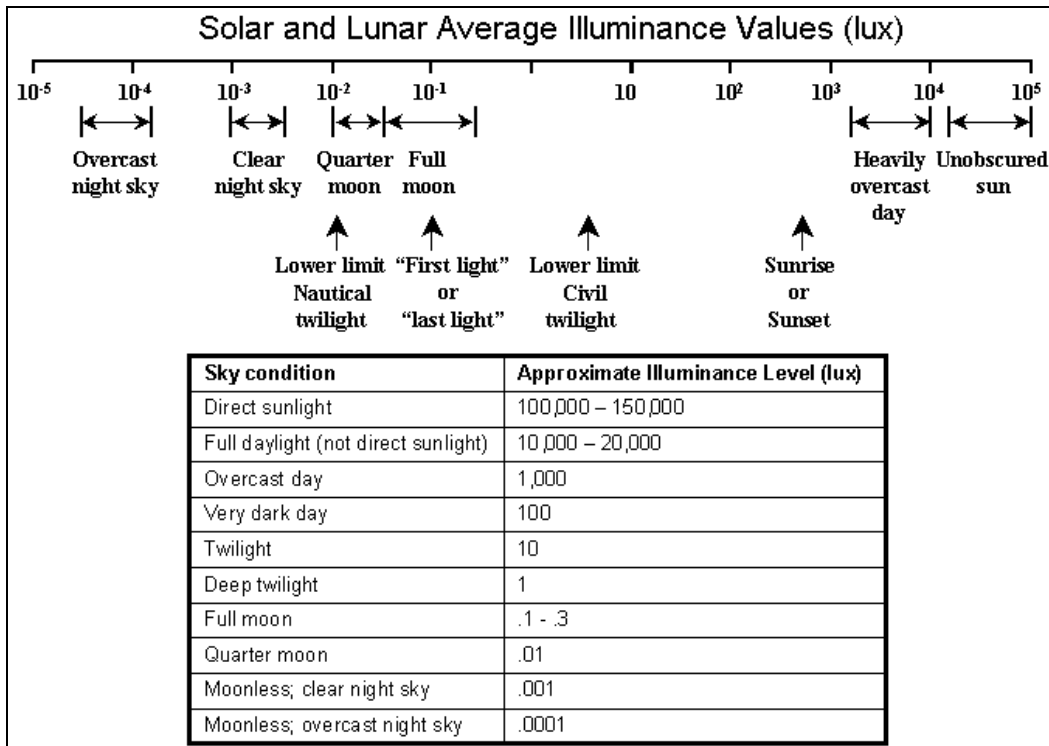 Solar and Lunar Average Illuminance Values (lux)
10-5 10-4 10-3 10-2 10-1 10 10² 10³ 10⁴ 10⁵
Overcast Clear Quarter Full Heavily Unobscured
night sky night sky moon moon overcast sun
day
Lower limit “First light” Lower limit Sunrise
Nautical or Civil or
twilight “last light” twilight Sunset
Sky condition Approximate Illuminance Level (lux)
Direct sunlight 100,000 – 150,000
Full daylight (not direct sunlight) 10,000 – 20,000
Overcast day 1,000
Very dark day 100
Twilight 10
Deep twilight 1
Full moon .1 - .3
Quarter moon .01
Moonless; clear night sky .001
Moonless; overcast night sky .0001